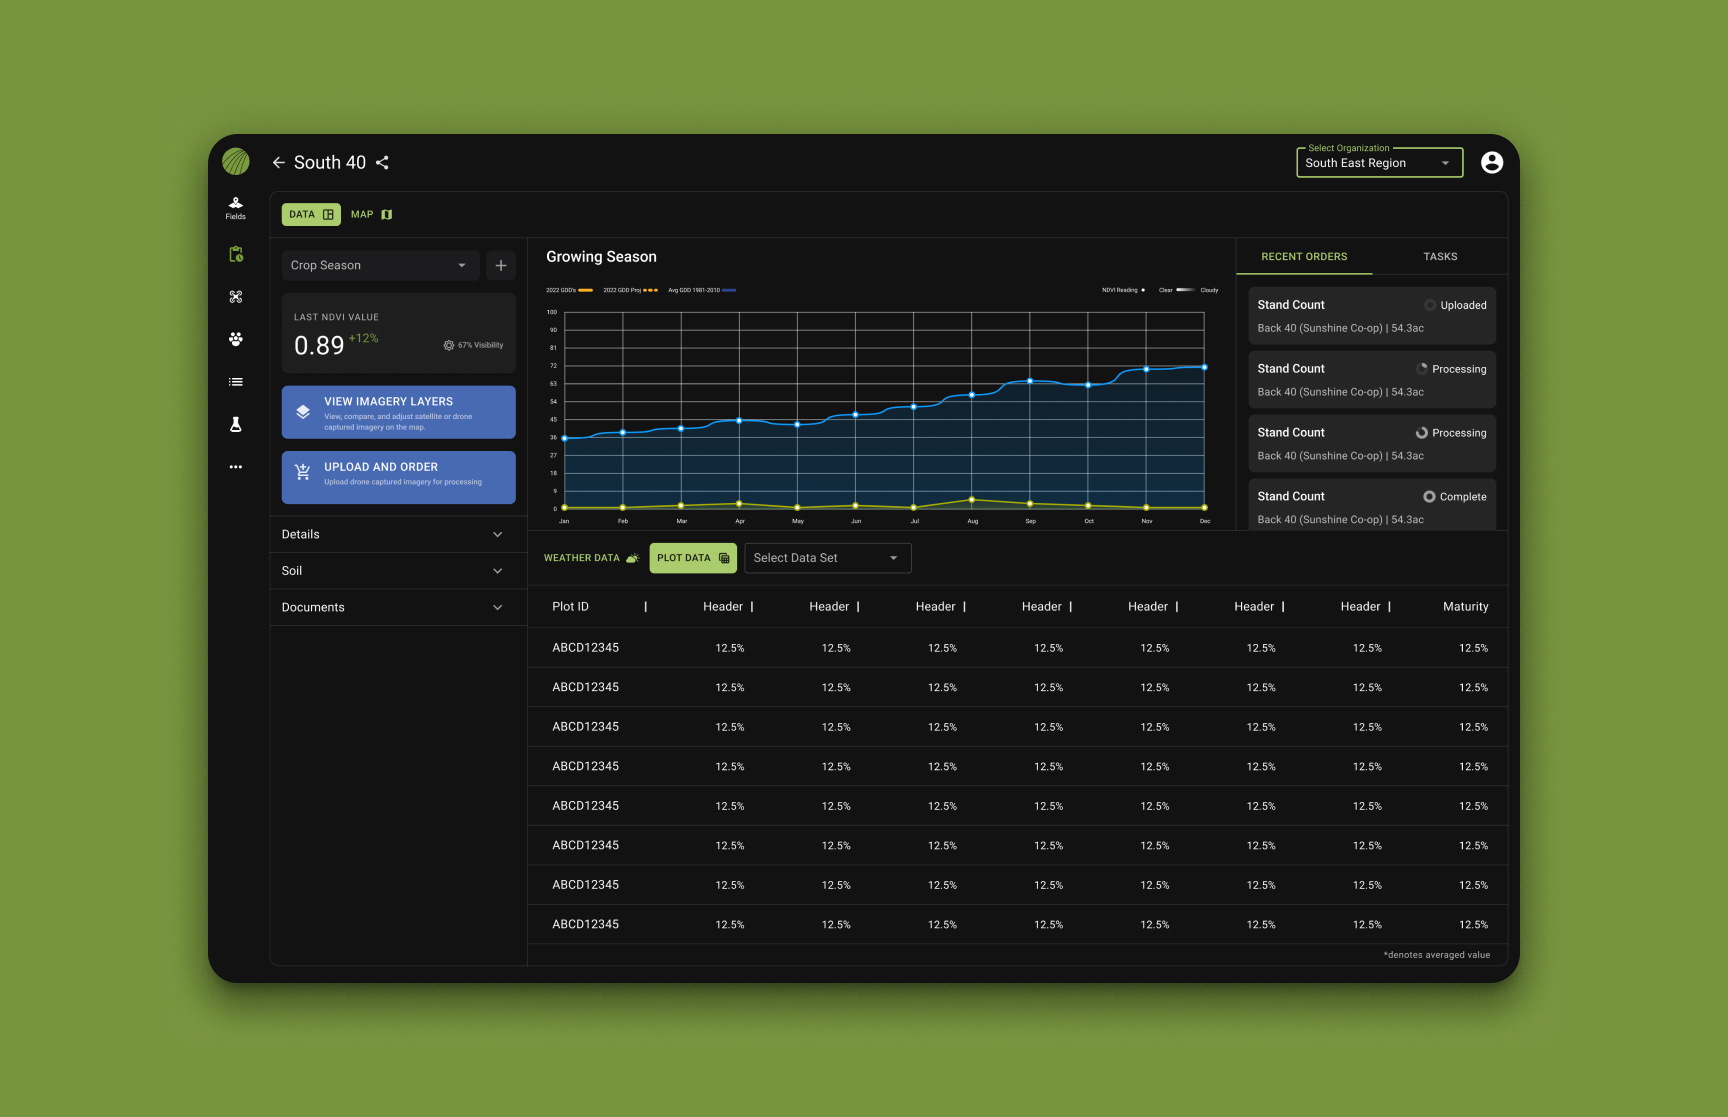 South 40
Select Organization
South East Region
Fields
DATA
MAP
Crop Season
LAST NDVI VALUE
0.89 +12%
67% Visibility
VIEW IMAGERY LAYERS
View, compare, and adjust satellite or drone
captured imagery on the map.
UPLOAD AND ORDER
Upload drone captured imagery for processing
Details
Soil
Documents
Growing Season
2022 GDD's 2022 GDD Proj Avg GDD 1981-2010 NDVI Reading Clear Cloudy
100
90
81
72
63
54
45
36
27
18
9
0
Jan Feb Mar Apr May Jun Jul Aug Sep Oct Nov Dec
RECENT ORDERS TASKS
Stand Count Uploaded
Back 40 (Sunshine Co-op) | 54.3ac
Stand Count Processing
Back 40 (Sunshine Co-op) | 54.3ac
Stand Count Processing
Back 40 (Sunshine Co-op) | 54.3ac
Stand Count Complete
Back 40 (Sunshine Co-op) | 54.3ac
WEATHER DATA PLOT DATA Select Data Set
Plot ID | Header | Header | Header | Header | Header | Header | Header | Maturity
ABCD12345 12.5% 12.5% 12.5% 12.5% 12.5% 12.5% 12.5% 12.5%
ABCD12345 12.5% 12.5% 12.5% 12.5% 12.5% 12.5% 12.5% 12.5%
ABCD12345 12.5% 12.5% 12.5% 12.5% 12.5% 12.5% 12.5% 12.5%
ABCD12345 12.5% 12.5% 12.5% 12.5% 12.5% 12.5% 12.5% 12.5%
ABCD12345 12.5% 12.5% 12.5% 12.5% 12.5% 12.5% 12.5% 12.5%
ABCD12345 12.5% 12.5% 12.5% 12.5% 12.5% 12.5% 12.5% 12.5%
ABCD12345 12.5% 12.5% 12.5% 12.5% 12.5% 12.5% 12.5% 12.5%
ABCD12345 12.5% 12.5% 12.5% 12.5% 12.5% 12.5% 12.5% 12.5%
*denotes averaged value